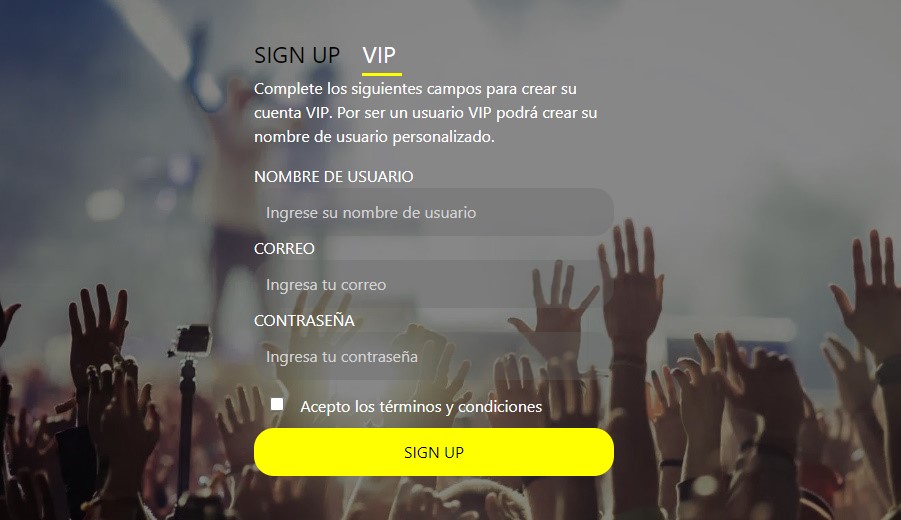 SIGN UP VIP
Complete los siguientes campos para crear su
cuenta VIP. Por ser un usuario VIP podrá crear su
nombre de usuario personalizado.
NOMBRE DE USUARIO
Ingrese su nombre de usuario
CORREO
Ingresa tu correo
CONTRASEÑA
Ingresa tu contraseña
Acepto los términos y condiciones
SIGN UP